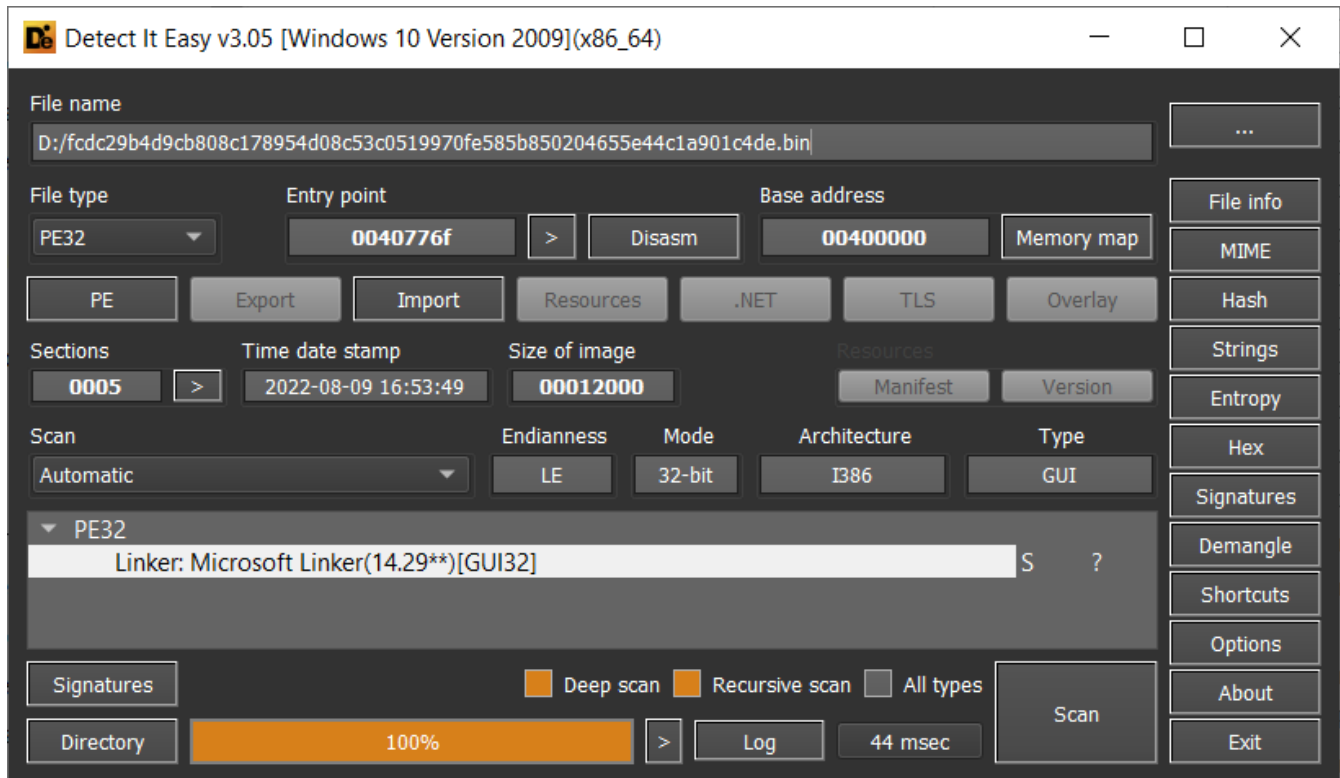 Detect It Easy v3.05 [Windows 10 Version 2009](x86_64)
File name
D:/fcdc29b4d9cb808c178954d08c53c0519970fe585b850204655e44c1a901c4de.bin
...
File type Entry point Base address
PE32 0040776f > Disasm 00400000 Memory map
File info
MIME
PE Export Import Resources .NET TLS Overlay
Hash
Sections Time date stamp Size of image Resources
Strings
0005 > 2022-08-09 16:53:49 00012000 Manifest Version
Entropy
Scan Endianness Mode Architecture Type
Hex
Automatic LE 32-bit I386 GUI
Signatures
PE32
Linker: Microsoft Linker(14.29**)[GUI32] S ?
Demangle
Shortcuts
Options
Signatures Deep scan Recursive scan All types
Scan
About
Directory 100% > Log 44 msec
Exit